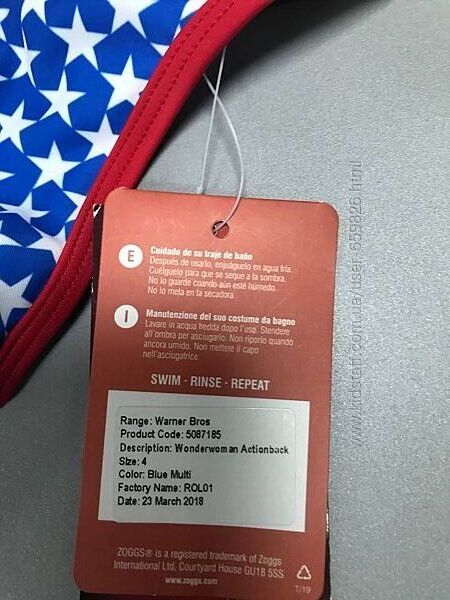 E
Cuidado de su traje de baño
Después de usarlo, enjuáguelo en agua fría.
Cuélguelo para que se seque a la sombra.
No lo guarde cuando aún esté húmedo.
No lo meta en la secadora.
I
Manutenzione del suo costume da bagno
Lavare in acqua fredda dopo l'uso. Stendere
all'ombra per asciugarlo. Non riporlo quando
ancora umido. Non mettere il capo
nell'asciugatrice.
SWIM · RINSE · REPEAT
Range: Warner Bros
Product Code: 5087185
Description: Wonderwoman Actionback
Size: 4
Color: Blue Multi
Factory Name: ROL01
Date: 23 March 2018
ZOGGS® is a registered trademark of Zoggs
International Ltd, Courtyard House GU18 5SS
www.zoggs.com
T/19